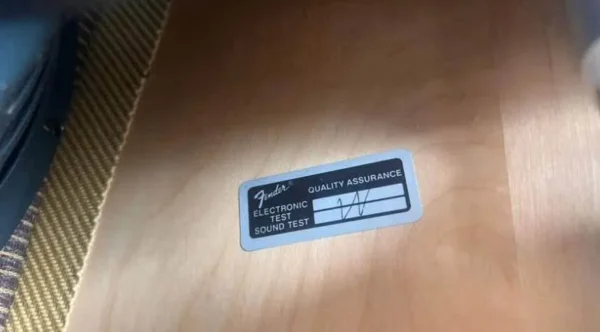 Fender® QUALITY ASSURANCE
ELECTRONIC
TEST
SOUND TEST